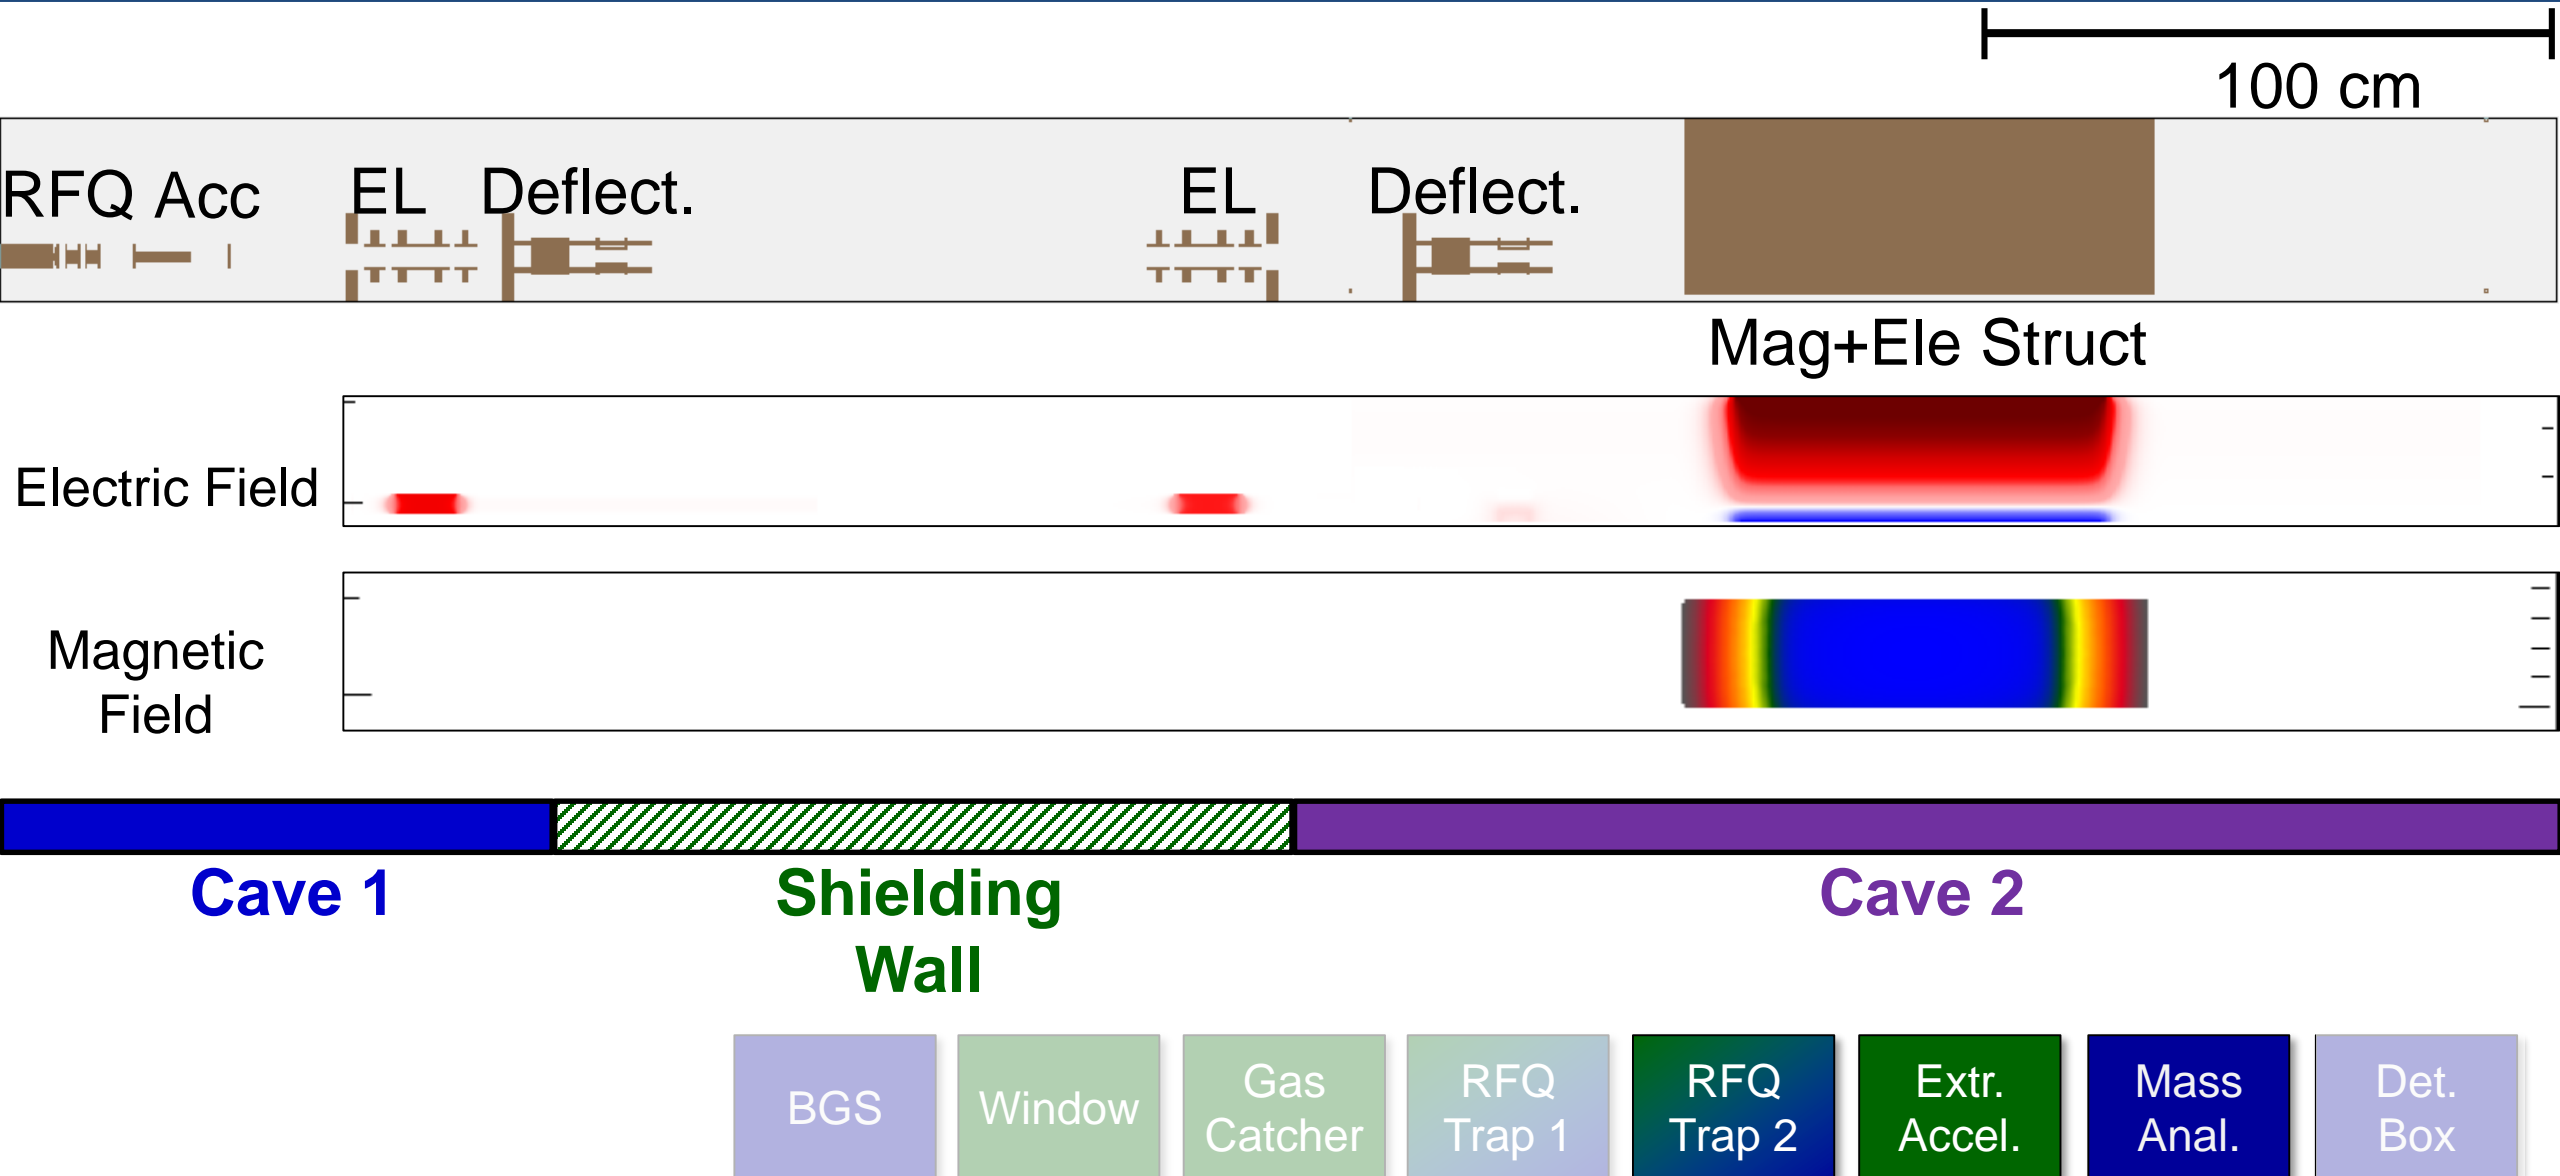 100 cm
RFQ Acc
EL
Deflect.
EL
Deflect.
Mag+Ele Struct
Electric Field
Magnetic
Field
Cave 1
Shielding
Wall
Cave 2
BGS
Window
Gas
Catcher
RFQ
Trap 1
RFQ
Trap 2
Extr.
Accel.
Mass
Anal.
Det.
Box